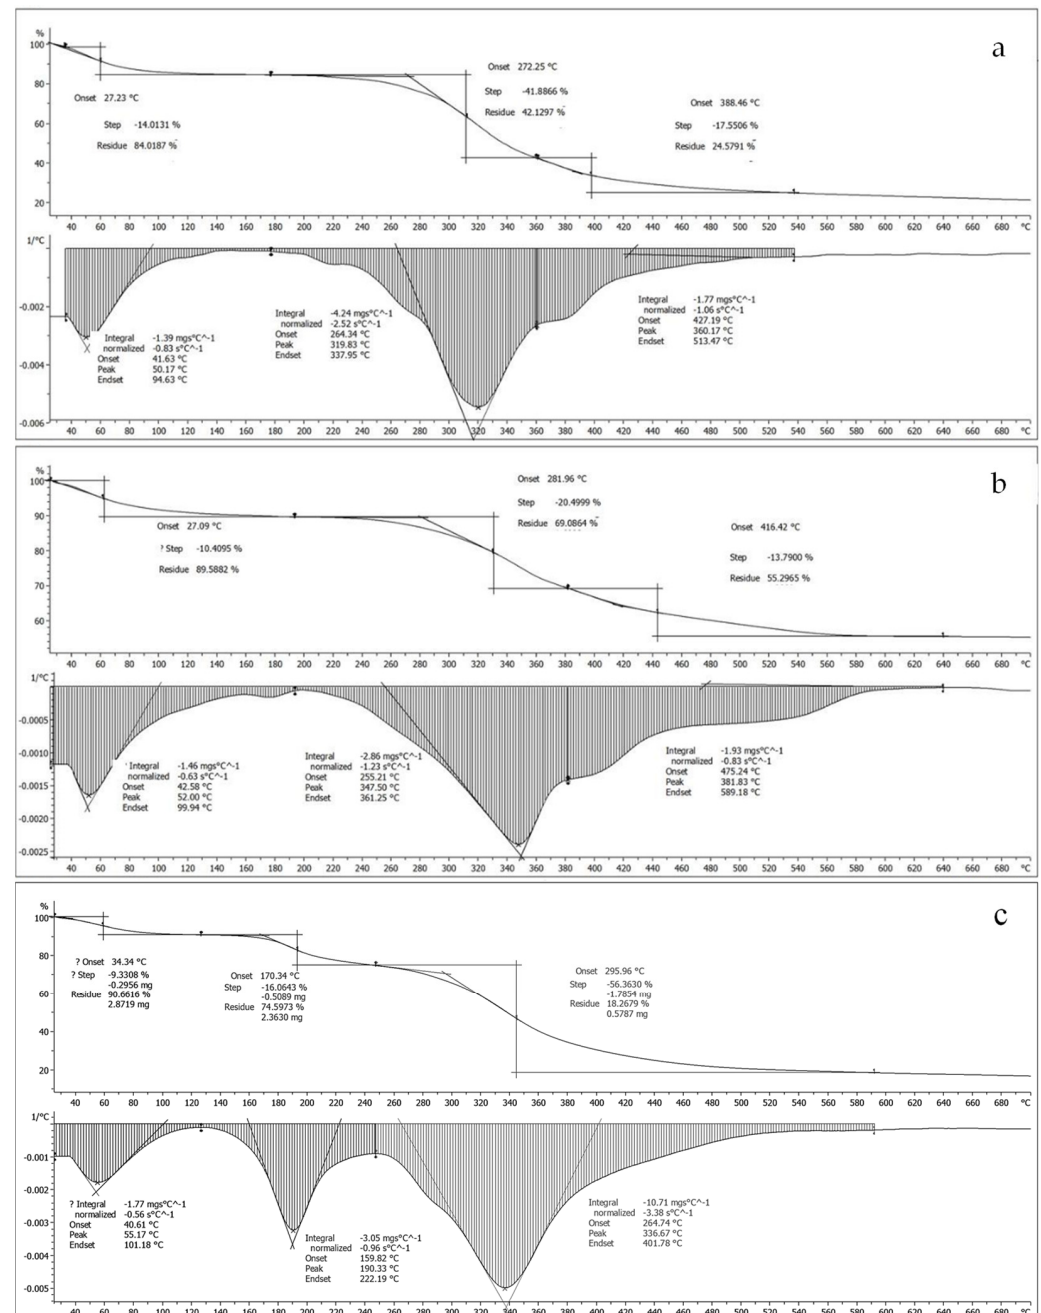 %
a
100
80
60
40
20
Onset 27.23 °C
Step -14.0131 %
Residue 84.0187 %
Onset 272.25 °C
Step -41.8866 %
Residue 42.1297 %
Onset 388.46 °C
Step -17.5506 %
Residue 24.5791 %
40 60 80 100 120 140 160 180 200 220 240 260 280 300 320 340 360 380 400 420 440 460 480 500 520 540 560 580 600 620 640 660 680 °C
1/°C
-0.002
-0.004
-0.006
Integral -1.39 mgs°C^-1
normalized -0.83 s°C^-1
Onset 41.63 °C
Peak 50.17 °C
Endset 94.63 °C
Integral -4.24 mgs°C^-1
normalized -2.52 s°C^-1
Onset 264.34 °C
Peak 319.83 °C
Endset 337.95 °C
Integral -1.77 mgs°C^-1
normalized -1.06 s°C^-1
Onset 427.19 °C
Peak 360.17 °C
Endset 513.47 °C
40 60 80 100 120 140 160 180 200 220 240 260 280 300 320 340 360 380 400 420 440 460 480 500 520 540 560 580 600 620 640 660 680 °C
%
b
100
90
80
70
60
Onset 27.09 °C
? Step -10.4095 %
Residue 89.5882 %
Onset 281.96 °C
Step -20.4999 %
Residue 69.0864 %
Onset 416.42 °C
Step -13.7900 %
Residue 55.2965 %
40 60 80 100 120 140 160 180 200 220 240 260 280 300 320 340 360 380 400 420 440 460 480 500 520 540 560 580 600 620 640 660 680 °C
1/°C
-0.0005
-0.0010
-0.0015
-0.0020
-0.0025
Integral -1.46 mgs°C^-1
normalized -0.63 s°C^-1
Onset 42.58 °C
Peak 52.00 °C
Endset 99.94 °C
Integral -2.86 mgs°C^-1
normalized -1.23 s°C^-1
Onset 255.21 °C
Peak 347.50 °C
Endset 361.25 °C
Integral -1.93 mgs°C^-1
normalized -0.83 s°C^-1
Onset 475.24 °C
Peak 381.83 °C
Endset 589.18 °C
40 60 80 100 120 140 160 180 200 220 240 260 280 300 320 340 360 380 400 420 440 460 480 500 520 540 560 580 600 620 640 660 680 °C
%
c
100
80
60
40
20
? Onset 34.34 °C
? Step -9.3308 %
-0.2956 mg
Residue 90.6616 %
2.8719 mg
Onset 170.34 °C
Step -16.0643 %
-0.5089 mg
Residue 74.5973 %
2.3630 mg
Onset 295.96 °C
Step -56.3630 %
-1.7854 mg
Residue 18.2679 %
0.5787 mg
40 60 80 100 120 140 160 180 200 220 240 260 280 300 320 340 360 380 400 420 440 460 480 500 520 540 560 580 600 620 640 660 680 °C
1/°C
-0.001
-0.002
-0.003
-0.004
-0.005
? Integral -1.77 mgs°C^-1
normalized -0.56 s°C^-1
Onset 40.61 °C
Peak 55.17 °C
Endset 101.18 °C
Integral -3.05 mgs°C^-1
normalized -0.96 s°C^-1
Onset 159.82 °C
Peak 190.33 °C
Endset 222.19 °C
Integral -10.71 mgs°C^-1
normalized -3.38 s°C^-1
Onset 264.74 °C
Peak 336.67 °C
Endset 401.78 °C
40 60 80 100 120 140 160 180 200 220 240 260 280 300 320 340 360 380 400 420 440 460 480 500 520 540 560 580 600 620 640 660 680 °C